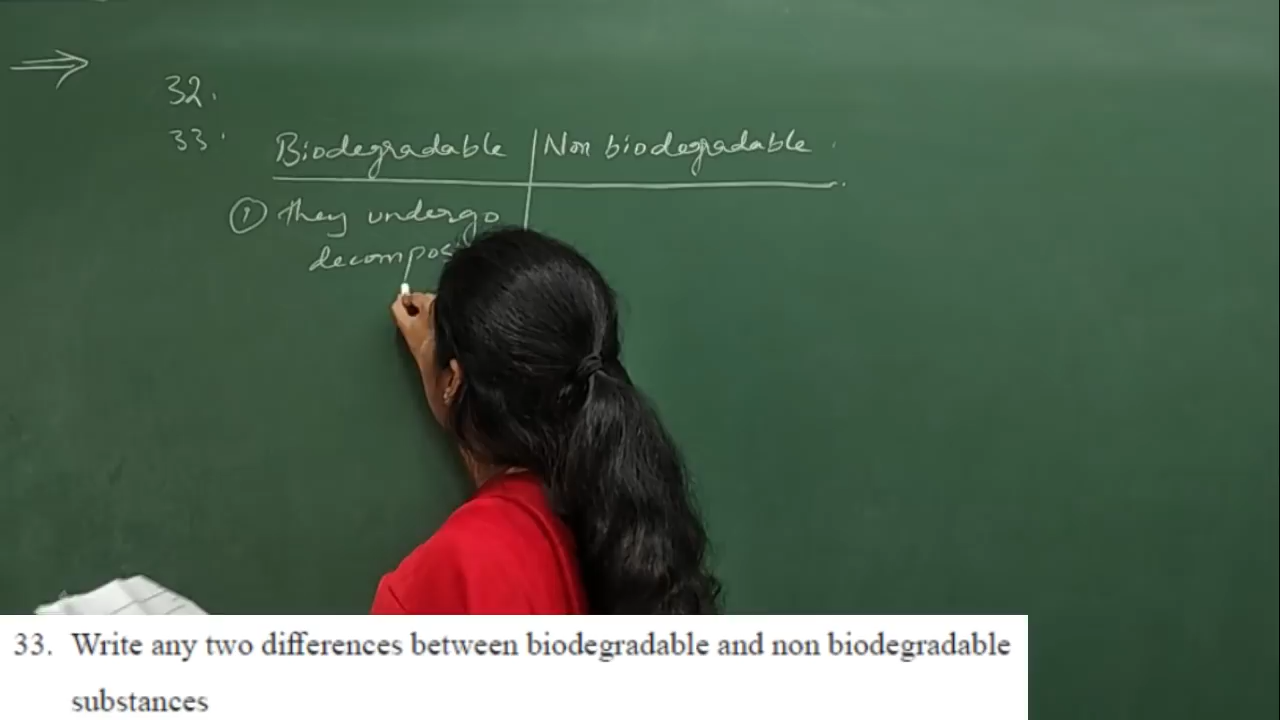 32.
33.
Biodegradable | Non biodegradable.
① they undergo
33. Write any two differences between biodegradable and non biodegradable
substances